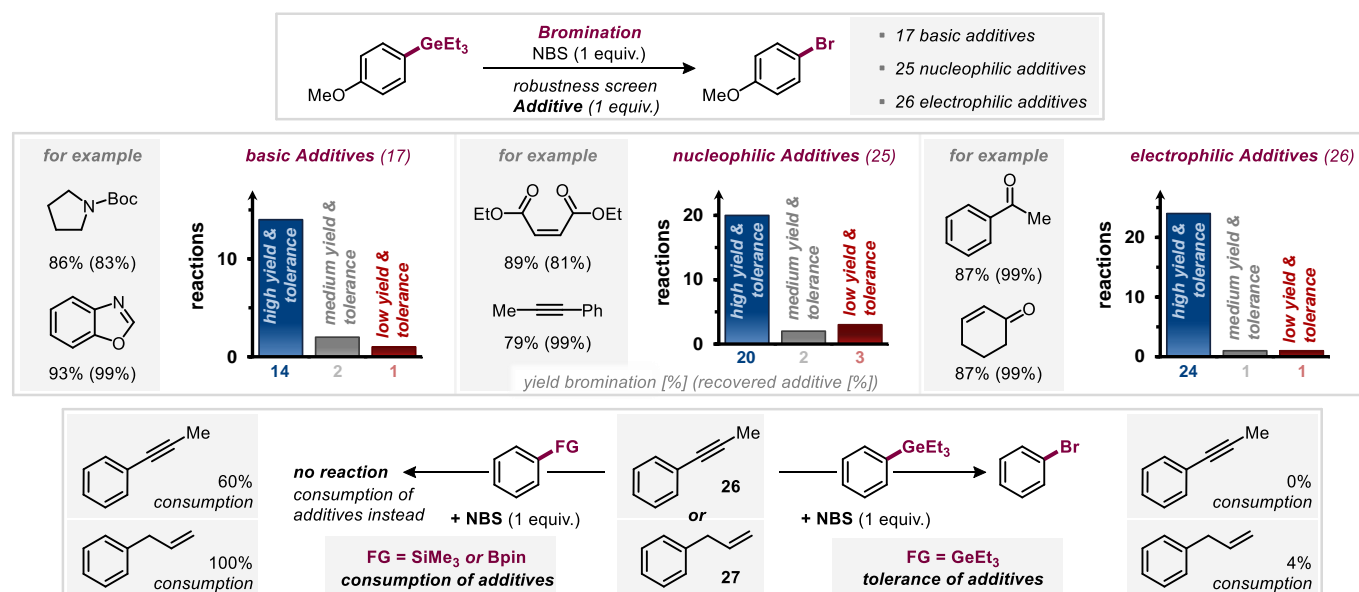 GeEt3
MeO
Bromination
NBS (1 equiv.)
robustness screen
Additive (1 equiv.)
Br
MeO
▪ 17 basic additives
▪ 25 nucleophilic additives
▪ 26 electrophilic additives
for example
N
Boc
86% (83%)
N
O
93% (99%)
basic Additives (17)
reactions
10
0
high yield &
tolerance
medium yield &
tolerance
low yield &
tolerance
14
2
1
for example
O
O
EtO
OEt
89% (81%)
Me
Ph
79% (99%)
nucleophilic Additives (25)
reactions
20
10
0
high yield &
tolerance
medium yield &
tolerance
low yield &
tolerance
20
2
3
yield bromination [%] (recovered additive [%])
for example
O
Me
87% (99%)
O
87% (99%)
electrophilic Additives (26)
reactions
20
10
0
high yield &
tolerance
medium yield &
tolerance
low yield &
tolerance
24
1
1
Me
60%
consumption
100%
consumption
no reaction
consumption of
additives instead
FG
+ NBS (1 equiv.)
FG = SiMe3 or Bpin
consumption of additives
Me
26
or
27
GeEt3
Br
+ NBS (1 equiv.)
FG = GeEt3
tolerance of additives
Me
0%
consumption
4%
consumption